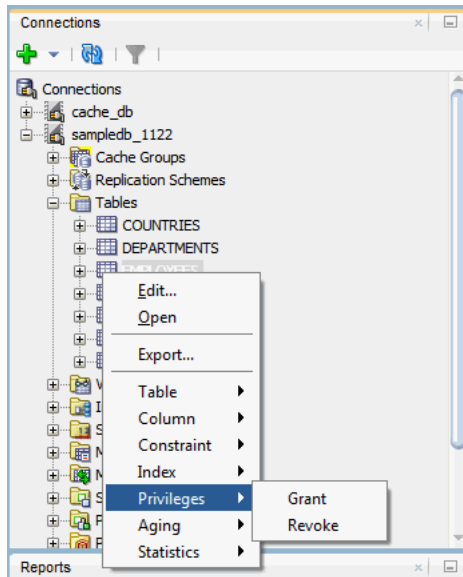 Connections
Connections
cache_db
sampledb_1122
Cache Groups
Replication Schemes
Tables
COUNTRIES
DEPARTMENTS
EMPLOYEES
Edit...
Open
Export...
Table
Column
Constraint
Index
Privileges
Grant
Aging
Revoke
Statistics
Reports